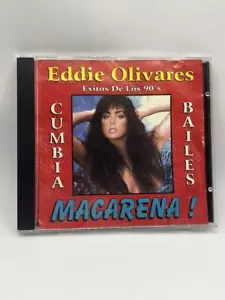 Eddie Olivares
Exitos De Los 90's
CUMBIA
BAILES
MACARENA !